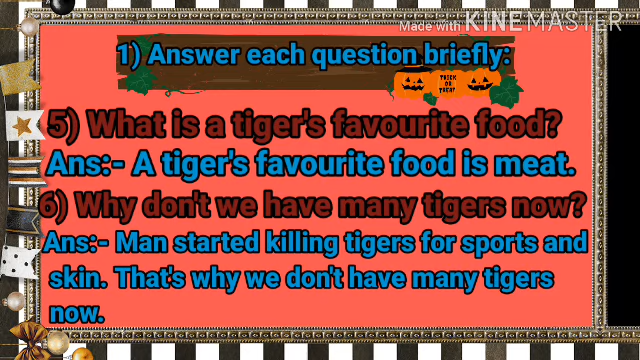 Made with KINEMASTER
1) Answer each question briefly:
TRICK
OR
TREAT
5) What is a tiger's favourite food?
Ans:- A tiger's favourite food is meat.
6) Why don't we have many tigers now?
Ans:- Man started killing tigers for sports and
skin. That's why we don't have many tigers
now.